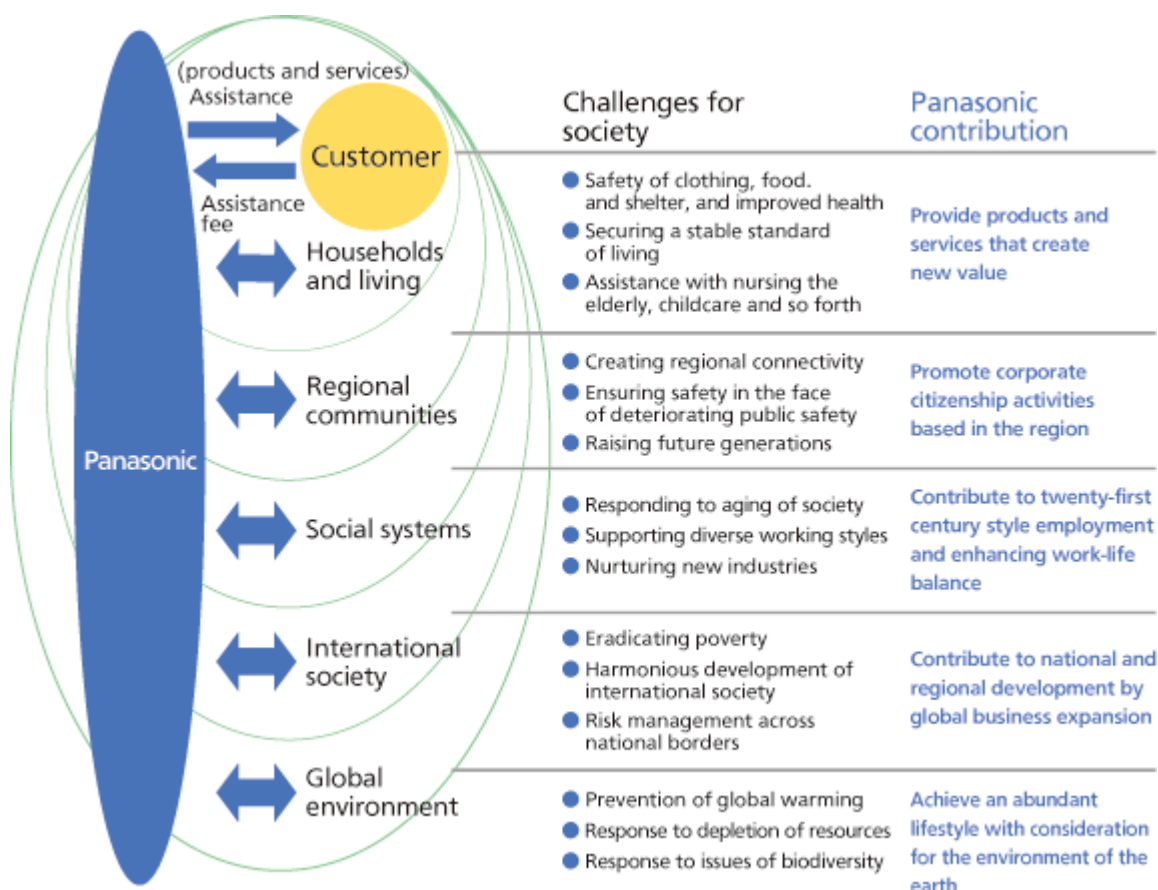 (products and services)
Assistance
Customer
Assistance
fee
Households
and living
Regional
communities
Panasonic
Social systems
International
society
Global
environment
Challenges for
society
Panasonic
contribution
Safety of clothing, food.
and shelter, and improved health
Securing a stable standard
of living
Assistance with nursing the
elderly, childcare and so forth
Provide products and
services that create
new value
Creating regional connectivity
Ensuring safety in the face
of deteriorating public safety
Raising future generations
Promote corporate
citizenship activities
based in the region
Responding to aging of society
Supporting diverse working styles
Nurturing new industries
Contribute to twenty-first
century style employment
and enhancing work-life
balance
Eradicating poverty
Harmonious development of
international society
Risk management across
national borders
Contribute to national and
regional development by
global business expansion
Prevention of global warming
Response to depletion of resources
Response to issues of biodiversity
Achieve an abundant
lifestyle with consideration
for the environment of the
earth